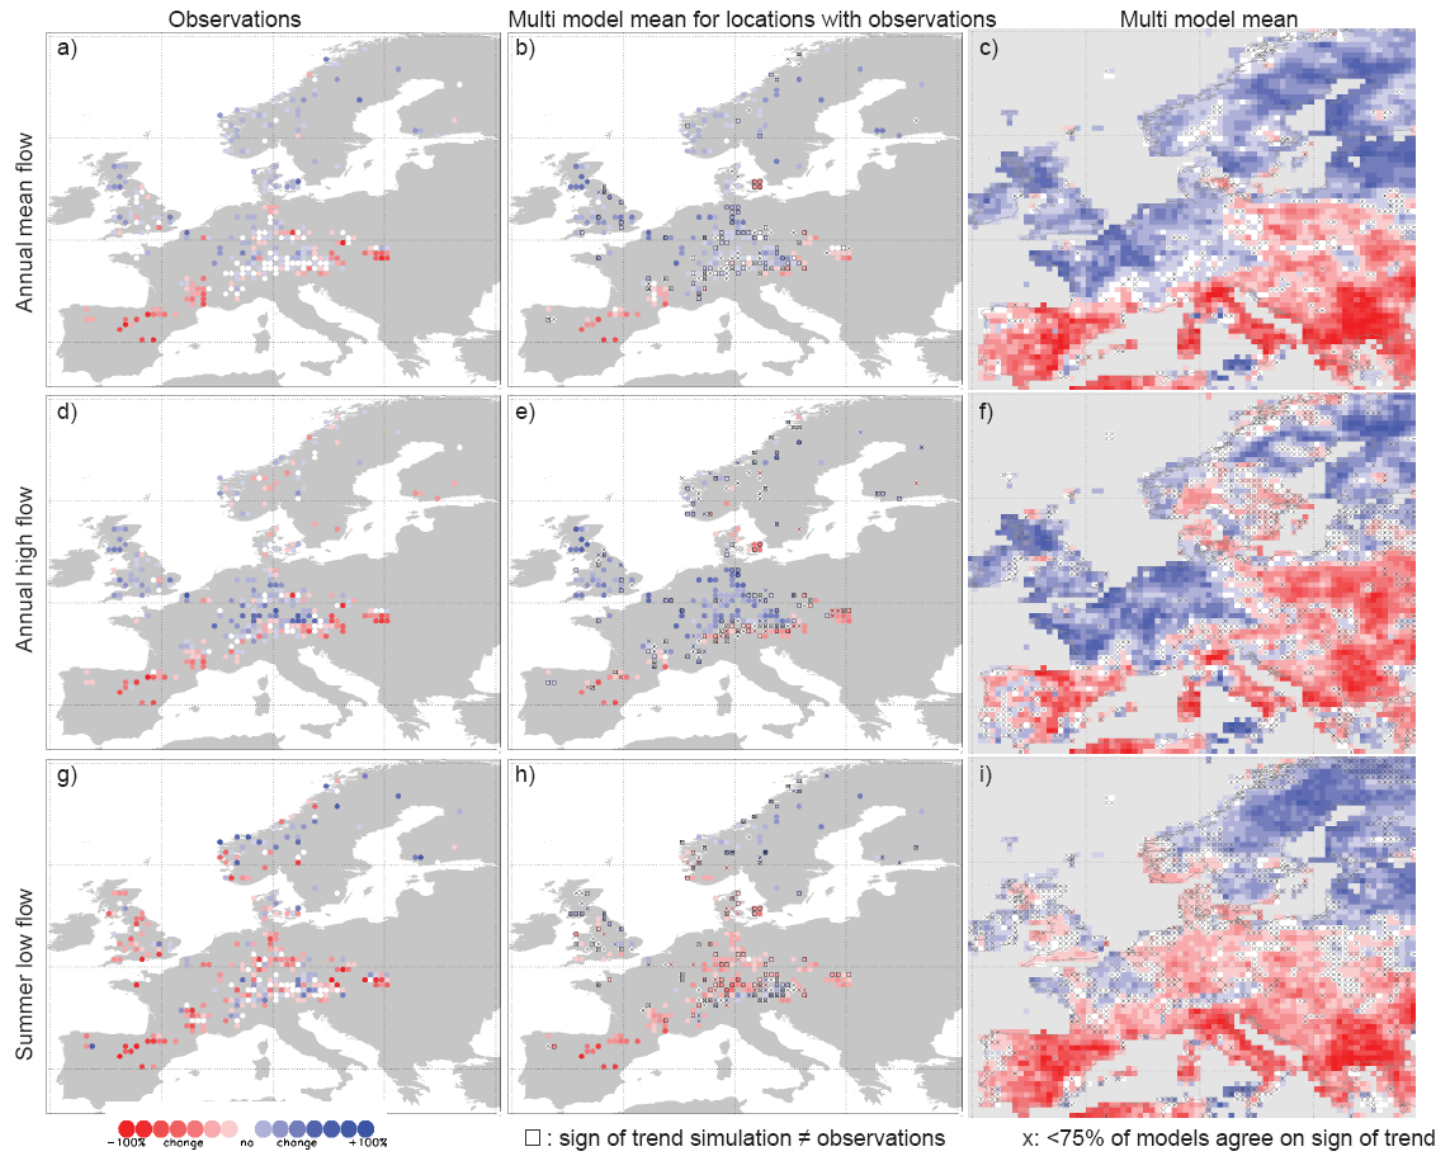 Observations
Multi model mean for locations with observations
Multi model mean
Annual mean flow
a)
b)
c)
Annual high flow
d)
e)
f)
Summer low flow
g)
h)
i)
-100% change no change +100%
□ : sign of trend simulation ≠ observations
x: <75% of models agree on sign of trend